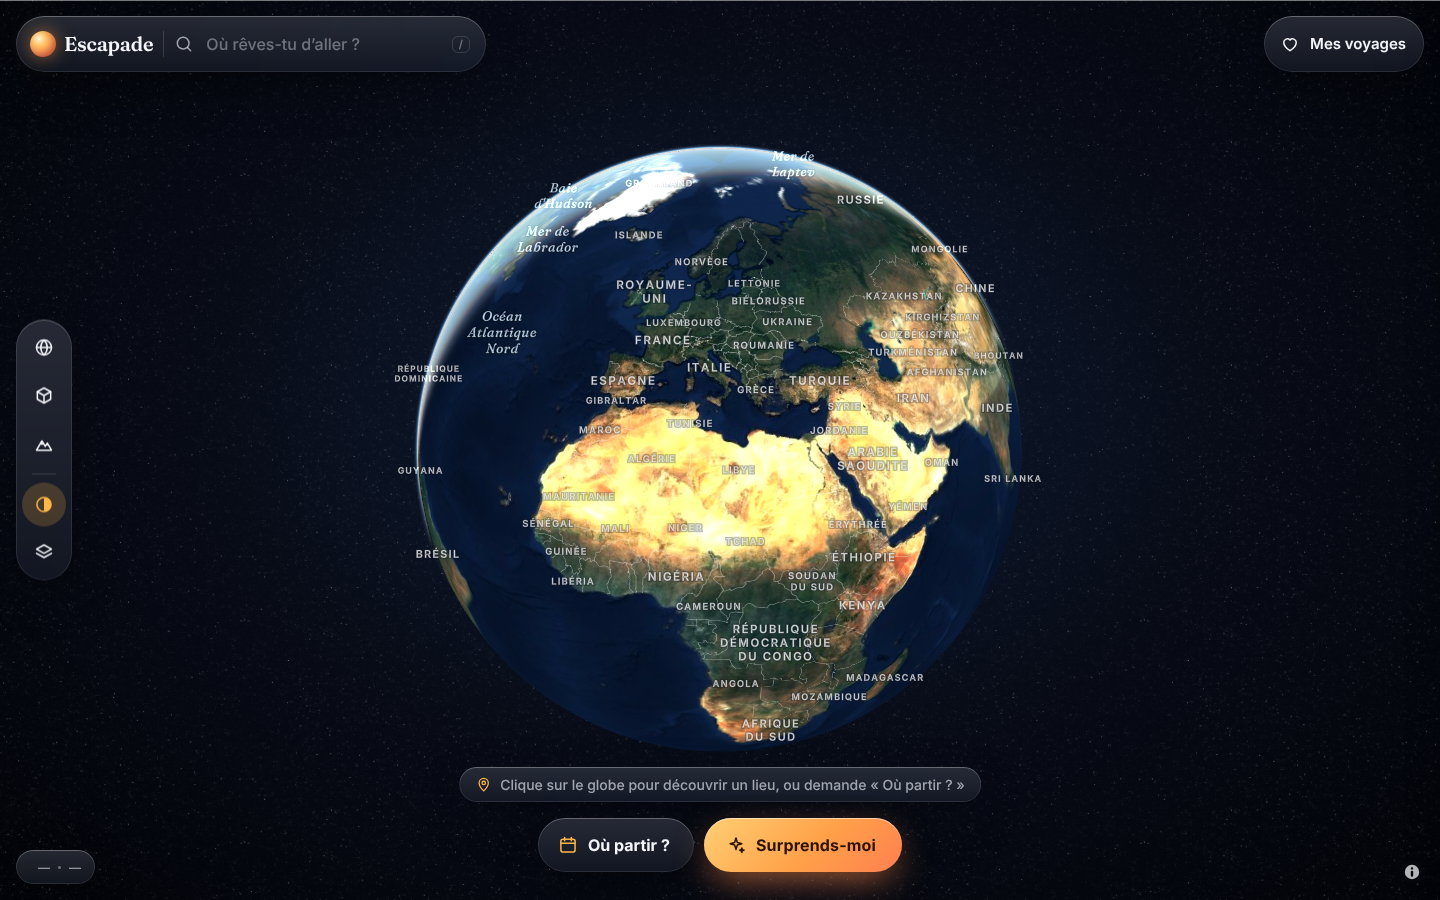 Escapade
Où rêves-tu d'aller ?
/
Mes voyages
Mer de
Laptev
Baie
d'Hudson
RUSSIE
Mer de
Labrador
ISLANDE
MONGOLIE
NORVÈGE
ROYAUME-
UNI
LETTONIE
CHINE
BIÉLORUSSIE
KAZAKHSTAN
Océan
Atlantique
Nord
LUXEMBOURG
UKRAINE
KIRGHIZSTAN
OUZBÉKISTAN
FRANCE
ROUMANIE
TURKMÉNISTAN
BHOUTAN
RÉPUBLIQUE
DOMINICAINE
ITALIE
AFGHANISTAN
ESPAGNE
GRÈCE
TURQUIE
GIBRALTAR
SYRIE
IRAN
INDE
MAROC
TUNISIE
JORDANIE
ALGÉRIE
LIBYE
ARABIE
SAOUDITE
OMAN
GUYANA
SRI LANKA
MAURITANIE
YÉMEN
SÉNÉGAL
MALI
NIGER
TCHAD
ÉRYTHRÉE
BRÉSIL
GUINÉE
ÉTHIOPIE
LIBÉRIA
NIGÉRIA
SOUDAN
DU SUD
CAMEROUN
KENYA
RÉPUBLIQUE
DÉMOCRATIQUE
DU CONGO
ANGOLA
MADAGASCAR
MOZAMBIQUE
AFRIQUE
DU SUD
Clique sur le globe pour découvrir un lieu, ou demande « Où partir ? »
Où partir ?
Surprends-moi
— · —